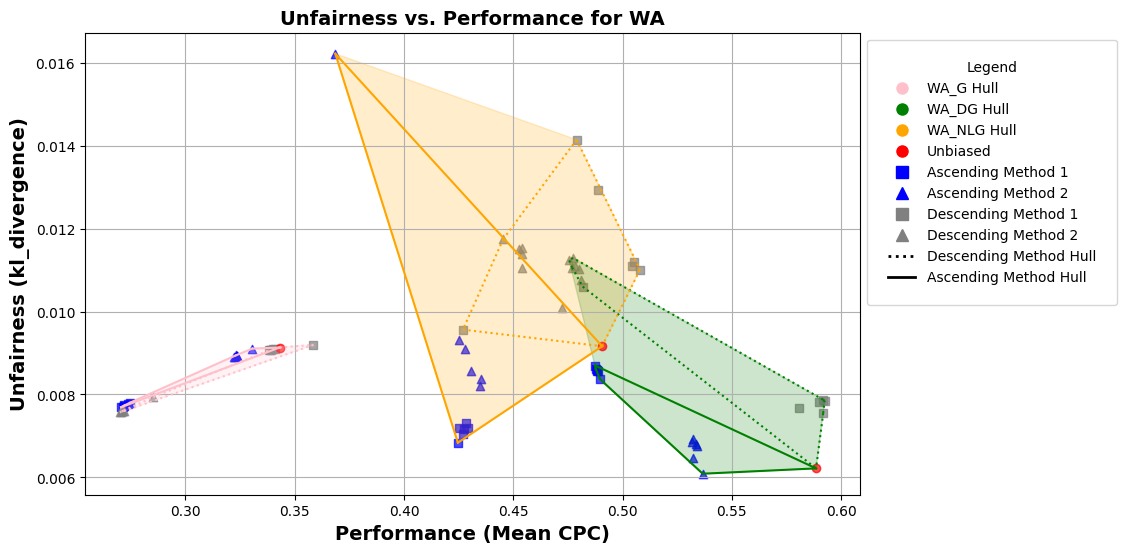 Unfairness vs. Performance for WA
Unfairness (kl_divergence)
0.016
0.014
0.012
0.010
0.008
0.006
0.30
0.35
0.40
0.45
0.50
0.55
0.60
Performance (Mean CPC)
Legend
WA_G Hull
WA_DG Hull
WA_NLG Hull
Unbiased
Ascending Method 1
Ascending Method 2
Descending Method 1
Descending Method 2
Descending Method Hull
Ascending Method Hull